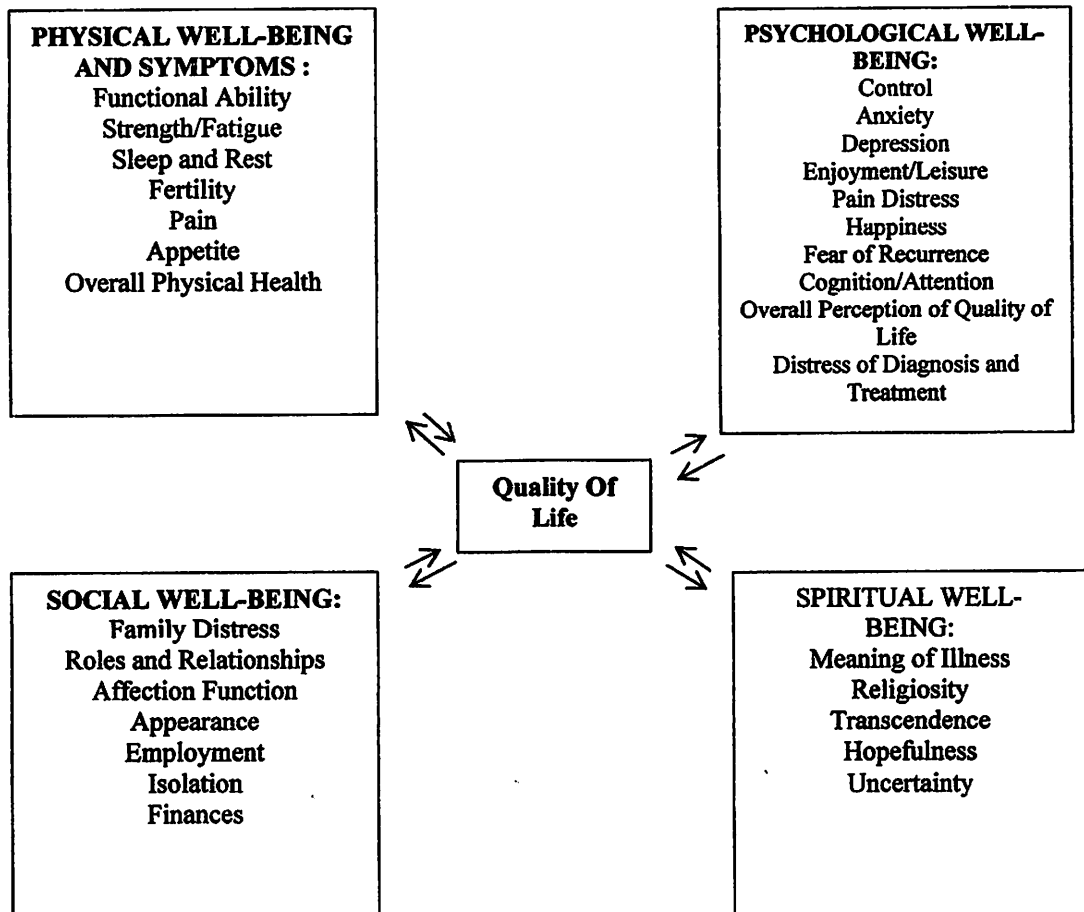 PHYSICAL WELL-BEING
AND SYMPTOMS :
Functional Ability
Strength/Fatigue
Sleep and Rest
Fertility
Pain
Appetite
Overall Physical Health
PSYCHOLOGICAL WELL-
BEING:
Control
Anxiety
Depression
Enjoyment/Leisure
Pain Distress
Happiness
Fear of Recurrence
Cognition/Attention
Overall Perception of Quality of
Life
Distress of Diagnosis and
Treatment
Quality Of
Life
SOCIAL WELL-BEING:
Family Distress
Roles and Relationships
Affection Function
Appearance
Employment
Isolation
Finances
SPIRITUAL WELL-
BEING:
Meaning of Illness
Religiosity
Transcendence
Hopefulness
Uncertainty